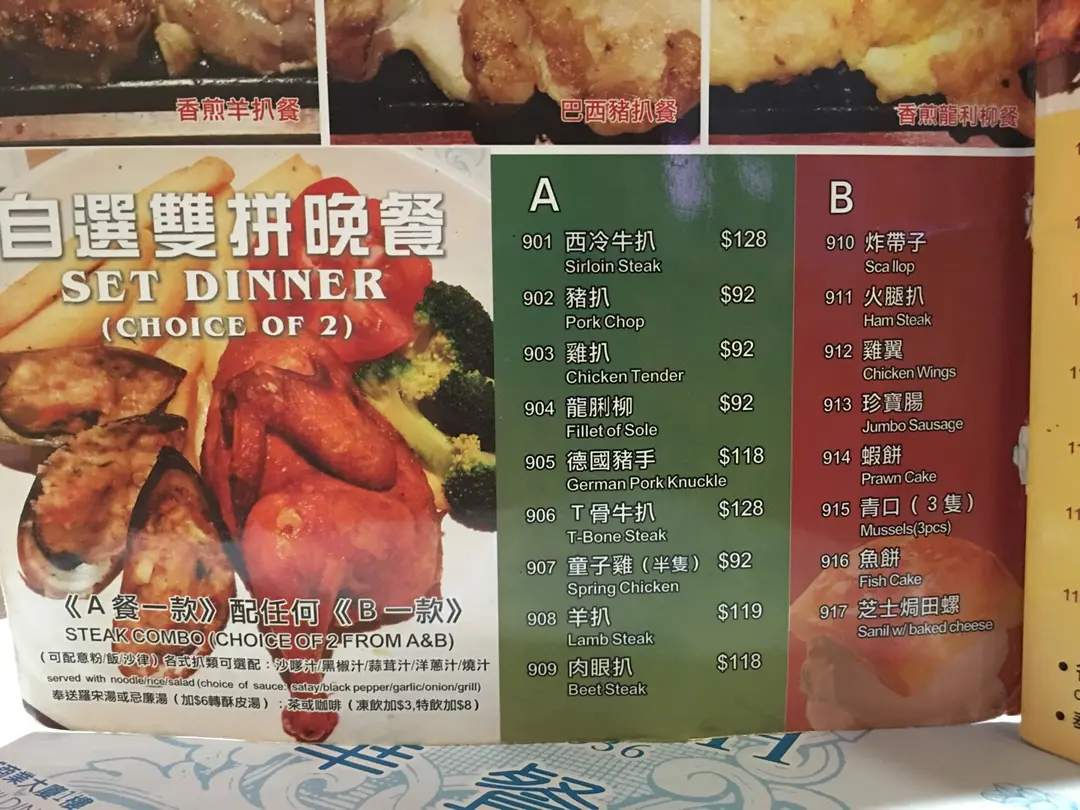 香煎羊扒餐
巴西豬扒餐
香煎龍利柳餐
自選雙拼晚餐
SET DINNER
(CHOICE OF 2)
《A 餐一款》配任何《B 一款》
STEAK COMBO (CHOICE OF 2 FROM A&B)
(可配意粉/飯/沙律) 各式扒類可選配：沙嗲汁/黑椒汁/蒜茸汁/洋蔥汁/燒汁
served with noodle/rice/salad (choice of sauce: satay/black pepper/garlic/onion/grill)
奉送羅宋湯或忌廉湯（加$6轉酥皮湯）；茶或咖啡（凍飲加$3,特飲加$8）
A
901 西冷牛扒 $128
Sirloin Steak
902 豬扒 $92
Pork Chop
903 雞扒 $92
Chicken Tender
904 龍脷柳 $92
Fillet of Sole
905 德國豬手 $118
German Pork Knuckle
906 T骨牛扒 $128
T-Bone Steak
907 童子雞（半隻） $92
Spring Chicken
908 羊扒 $119
Lamb Steak
909 肉眼扒 $118
Beet Steak
B
910 炸帶子
Sca llop
911 火腿扒
Ham Steak
912 雞翼
Chicken Wings
913 珍寶腸
Jumbo Sausage
914 蝦餅
Prawn Cake
915 青口（3隻）
Mussels(3pcs)
916 魚餅
Fish Cake
917 芝士焗田螺
Sanil w/ baked cheese
餐